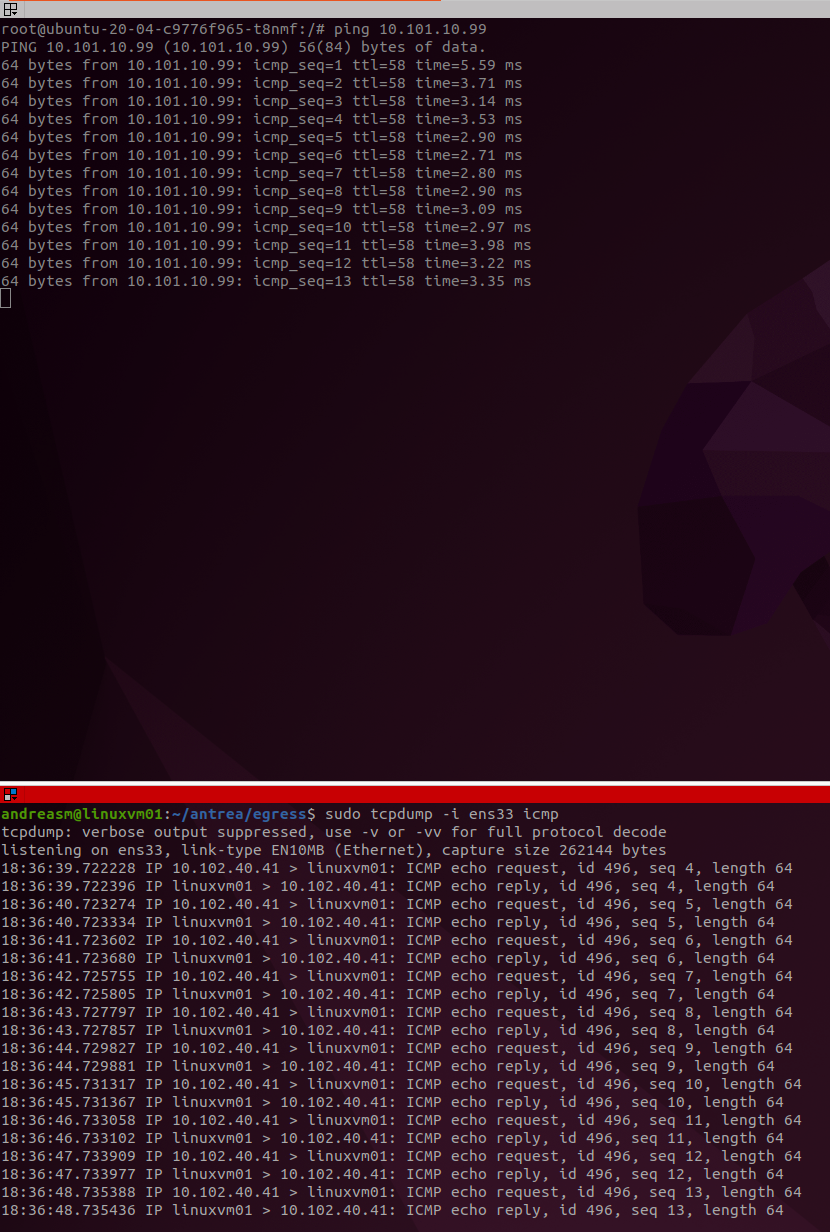 root@ubuntu-20-04-c9776f965-t8nmf:/# ping 10.101.10.99
PING 10.101.10.99 (10.101.10.99) 56(84) bytes of data.
64 bytes from 10.101.10.99: icmp_seq=1 ttl=58 time=5.59 ms
64 bytes from 10.101.10.99: icmp_seq=2 ttl=58 time=3.71 ms
64 bytes from 10.101.10.99: icmp_seq=3 ttl=58 time=3.14 ms
64 bytes from 10.101.10.99: icmp_seq=4 ttl=58 time=3.53 ms
64 bytes from 10.101.10.99: icmp_seq=5 ttl=58 time=2.90 ms
64 bytes from 10.101.10.99: icmp_seq=6 ttl=58 time=2.71 ms
64 bytes from 10.101.10.99: icmp_seq=7 ttl=58 time=2.80 ms
64 bytes from 10.101.10.99: icmp_seq=8 ttl=58 time=2.90 ms
64 bytes from 10.101.10.99: icmp_seq=9 ttl=58 time=3.09 ms
64 bytes from 10.101.10.99: icmp_seq=10 ttl=58 time=2.97 ms
64 bytes from 10.101.10.99: icmp_seq=11 ttl=58 time=3.98 ms
64 bytes from 10.101.10.99: icmp_seq=12 ttl=58 time=3.22 ms
64 bytes from 10.101.10.99: icmp_seq=13 ttl=58 time=3.35 ms
andreasm@linuxvm01:~/antrea/egress$ sudo tcpdump -i ens33 icmp
tcpdump: verbose output suppressed, use -v or -vv for full protocol decode
listening on ens33, link-type EN10MB (Ethernet), capture size 262144 bytes
18:36:39.722228 IP 10.102.40.41 > linuxvm01: ICMP echo request, id 496, seq 4, length 64
18:36:39.722396 IP linuxvm01 > 10.102.40.41: ICMP echo reply, id 496, seq 4, length 64
18:36:40.723274 IP 10.102.40.41 > linuxvm01: ICMP echo request, id 496, seq 5, length 64
18:36:40.723334 IP linuxvm01 > 10.102.40.41: ICMP echo reply, id 496, seq 5, length 64
18:36:41.723602 IP 10.102.40.41 > linuxvm01: ICMP echo request, id 496, seq 6, length 64
18:36:41.723680 IP linuxvm01 > 10.102.40.41: ICMP echo reply, id 496, seq 6, length 64
18:36:42.725755 IP 10.102.40.41 > linuxvm01: ICMP echo request, id 496, seq 7, length 64
18:36:42.725805 IP linuxvm01 > 10.102.40.41: ICMP echo reply, id 496, seq 7, length 64
18:36:43.727797 IP 10.102.40.41 > linuxvm01: ICMP echo request, id 496, seq 8, length 64
18:36:43.727857 IP linuxvm01 > 10.102.40.41: ICMP echo reply, id 496, seq 8, length 64
18:36:44.729827 IP 10.102.40.41 > linuxvm01: ICMP echo request, id 496, seq 9, length 64
18:36:44.729881 IP linuxvm01 > 10.102.40.41: ICMP echo reply, id 496, seq 9, length 64
18:36:45.731317 IP 10.102.40.41 > linuxvm01: ICMP echo request, id 496, seq 10, length 64
18:36:45.731367 IP linuxvm01 > 10.102.40.41: ICMP echo reply, id 496, seq 10, length 64
18:36:46.733058 IP 10.102.40.41 > linuxvm01: ICMP echo request, id 496, seq 11, length 64
18:36:46.733102 IP linuxvm01 > 10.102.40.41: ICMP echo reply, id 496, seq 11, length 64
18:36:47.733909 IP 10.102.40.41 > linuxvm01: ICMP echo request, id 496, seq 12, length 64
18:36:47.733977 IP linuxvm01 > 10.102.40.41: ICMP echo reply, id 496, seq 12, length 64
18:36:48.735388 IP 10.102.40.41 > linuxvm01: ICMP echo request, id 496, seq 13, length 64
18:36:48.735436 IP linuxvm01 > 10.102.40.41: ICMP echo reply, id 496, seq 13, length 64